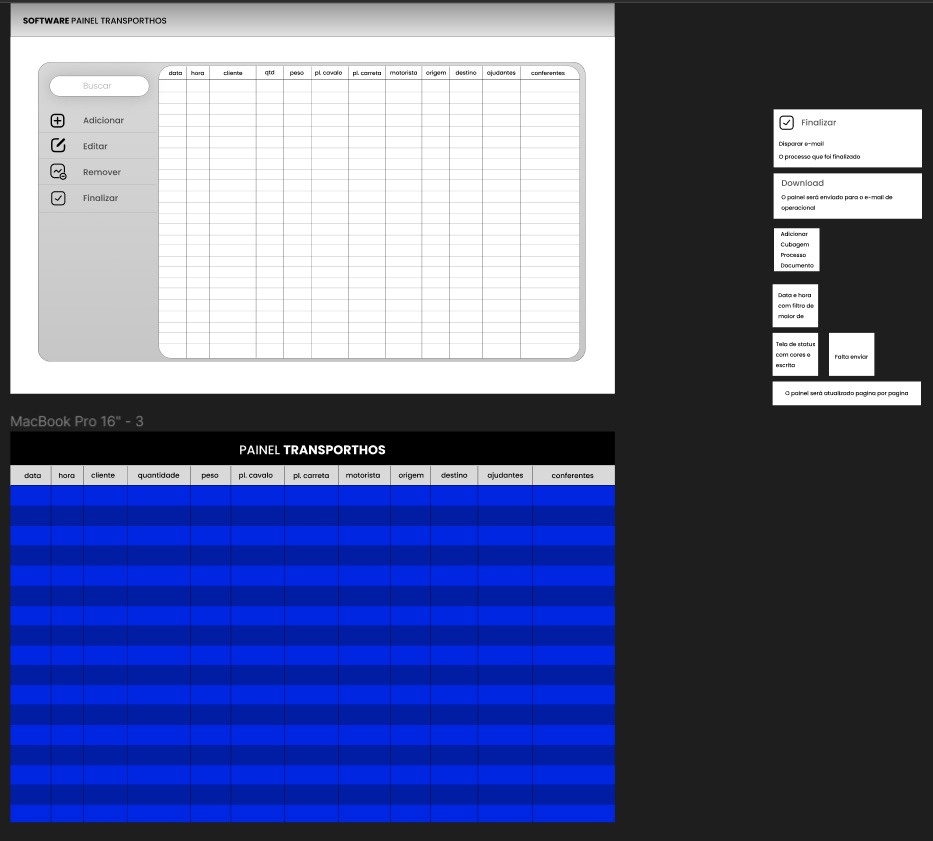 SOFTWARE PAINEL TRANSPORTHOS
Buscar
Adicionar
Editar
Remover
Finalizar
data hora cliente qtd peso pl. cavalo pl. carreta motorista origem destino ajudantes conferentes
Finalizar
Disparar e-mail
O processo que foi finalizado
Download
O painel será enviado para o e-mail de
operacional
Adicionar
Cubagem
Processo
Documento
Data e hora
com filtro de
maior de
Tela de status
com cores e
escrita
Falta enviar
O painel será atualizado pagina por pagina
MacBook Pro 16" - 3
PAINEL TRANSPORTHOS
data hora cliente quantidade peso pl. cavalo pl. carreta motorista origem destino ajudantes conferentes